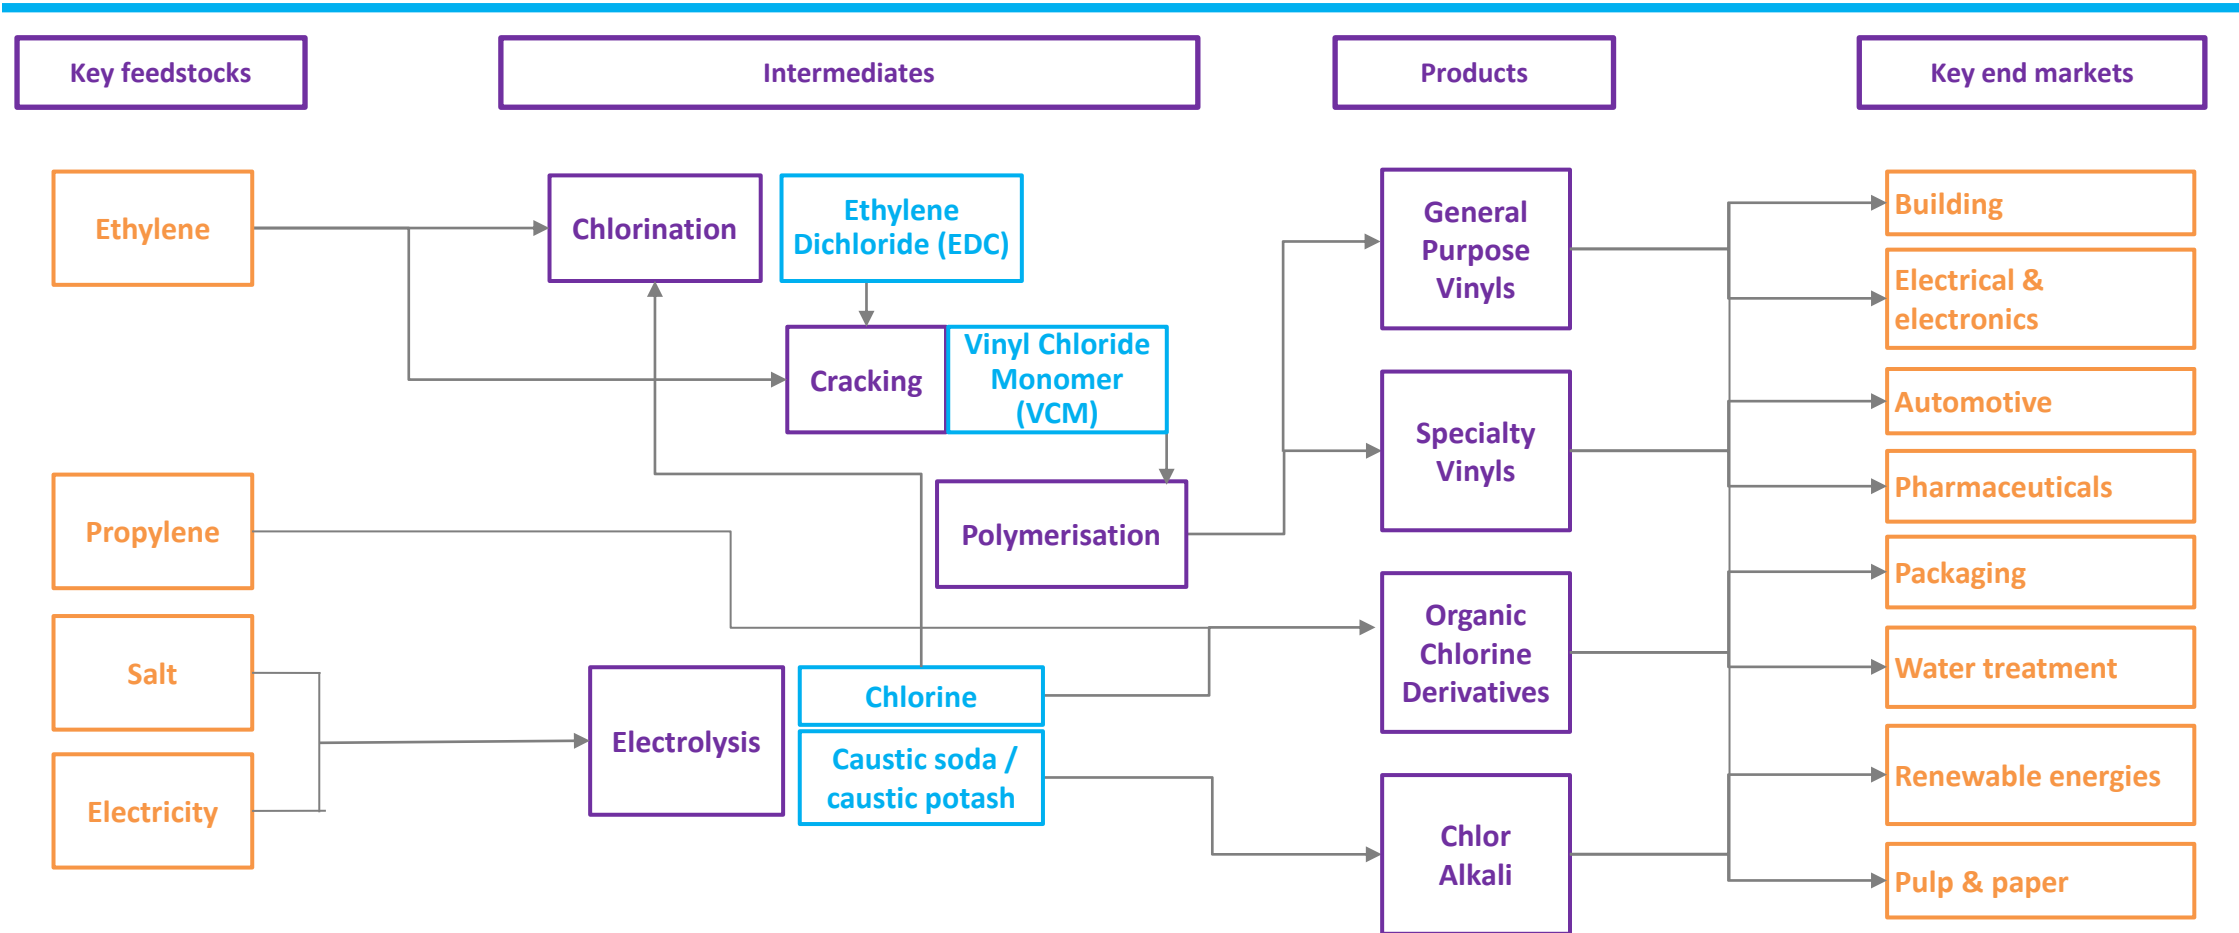 Key feedstocks
Intermediates
Products
Key end markets
Ethylene
Chlorination
Ethylene
Dichloride (EDC)
General
Purpose
Vinyls
Building
Electrical &
electronics
Cracking
Vinyl Chloride
Monomer
(VCM)
Specialty
Vinyls
Automotive
Pharmaceuticals
Propylene
Polymerisation
Packaging
Salt
Organic
Chlorine
Derivatives
Water treatment
Electrolysis
Chlorine
Caustic soda /
caustic potash
Renewable energies
Electricity
Chlor
Alkali
Pulp & paper